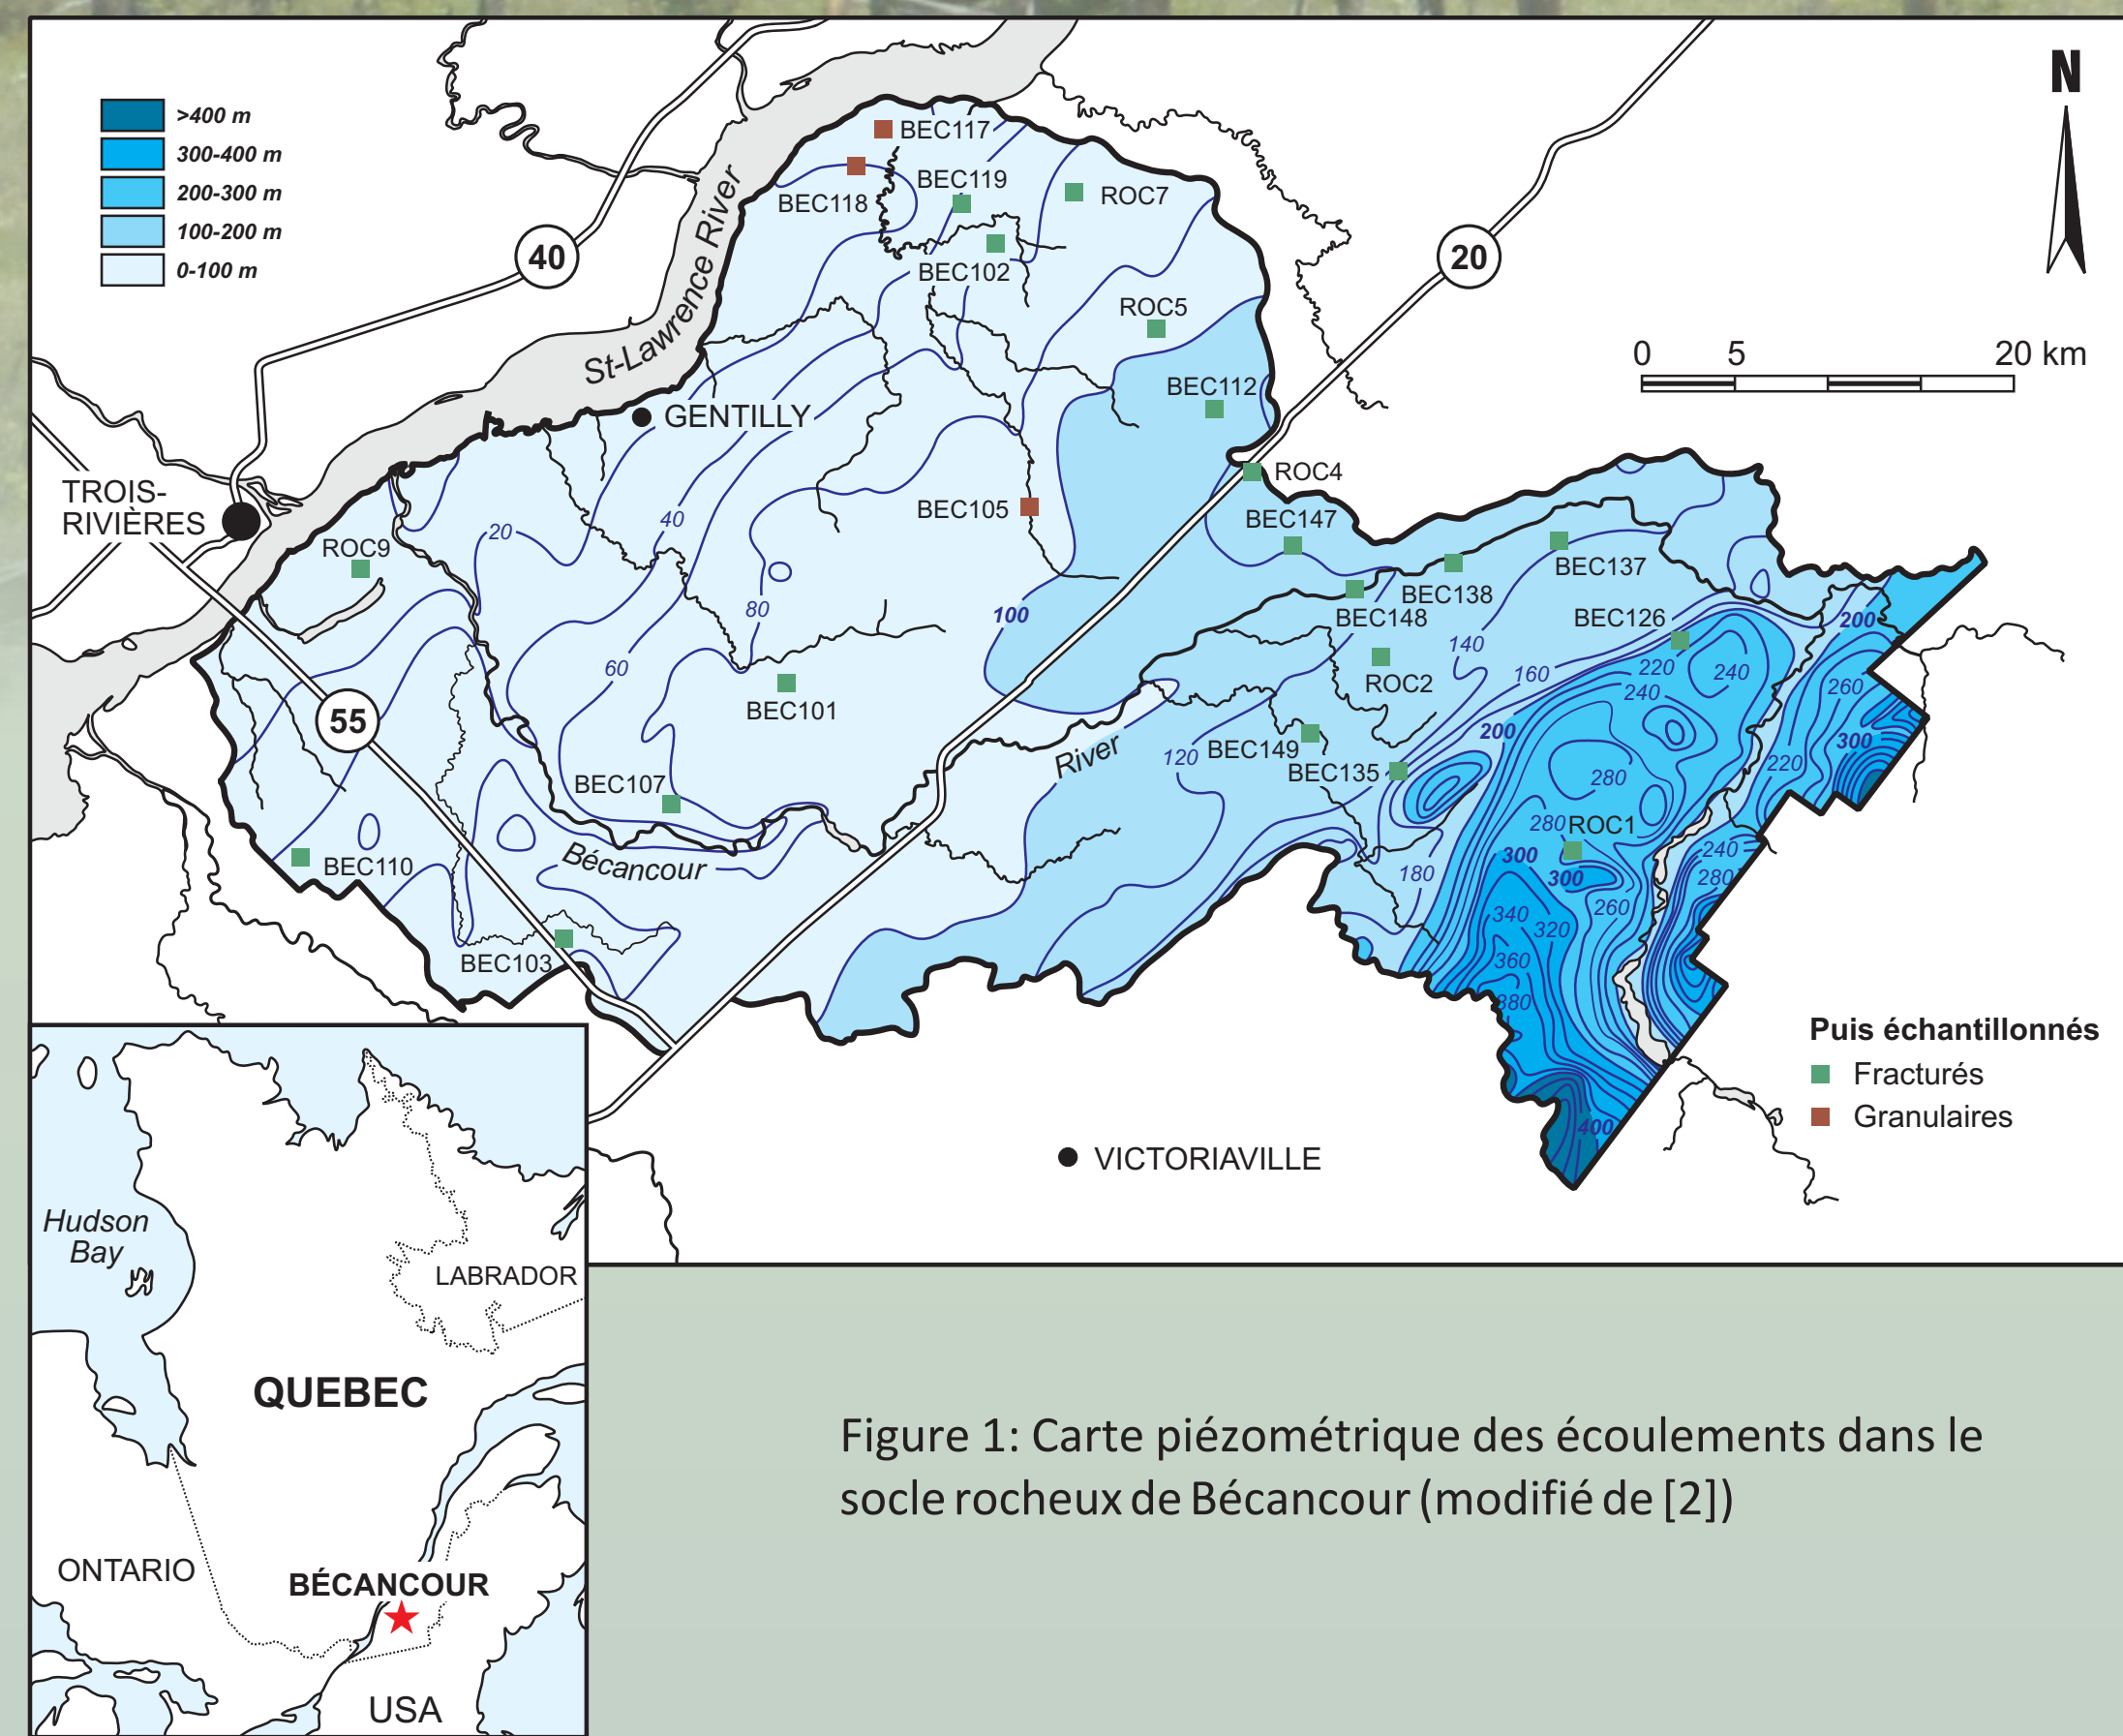 N
>400 m
300-400 m
200-300 m
100-200 m
0-100 m
40
20
St-Lawrence River
BEC117
BEC118
BEC119
ROC7
BEC102
ROC5
0 5 20 km
BEC112
GENTILLY
TROIS-
RIVIÈRES
ROC4
BEC105
BEC147
ROC9
20
40
80
100
60
BEC137
BEC138
BEC148
BEC126
140
160
200
220
240
240
260
ROC2
BEC101
55
200
300
BEC149
River
120
BEC135
280
220
BEC107
280
ROC1
300
300
180
240
280
260
Bécancour
BEC110
340
320
360
380
BEC103
Puis échantillonnés
Fracturés
Granulaires
400
VICTORIAVILLE
Hudson
Bay
LABRADOR
QUEBEC
ONTARIO
BÉCANCOUR
USA
Figure 1: Carte piézométrique des écoulements dans le
socle rocheux de Bécancour (modifié de [2])